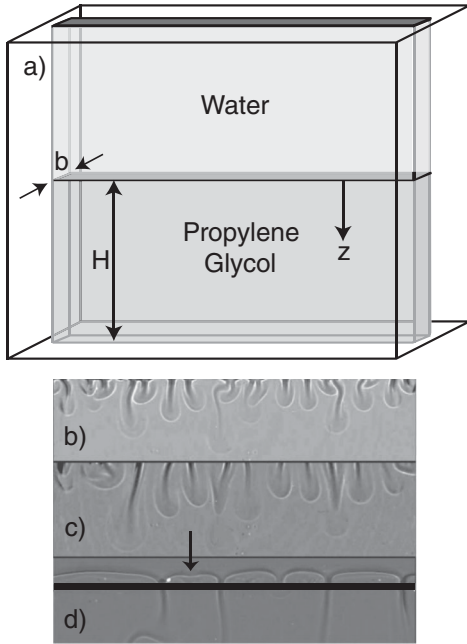 a)
Water
b
H
Propylene
Glycol
z
b)
c)
d)